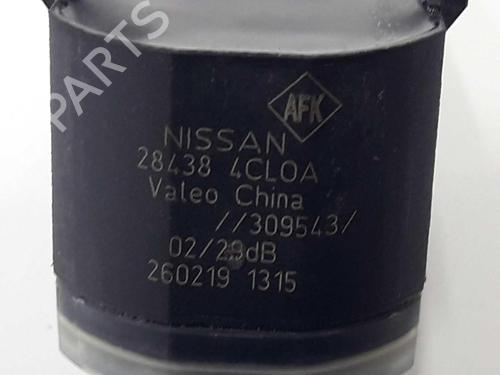 PARTS
AFK
NISSAN
28438 4CL0A
Valeo China
//309543/
02/29dB
260219 1315